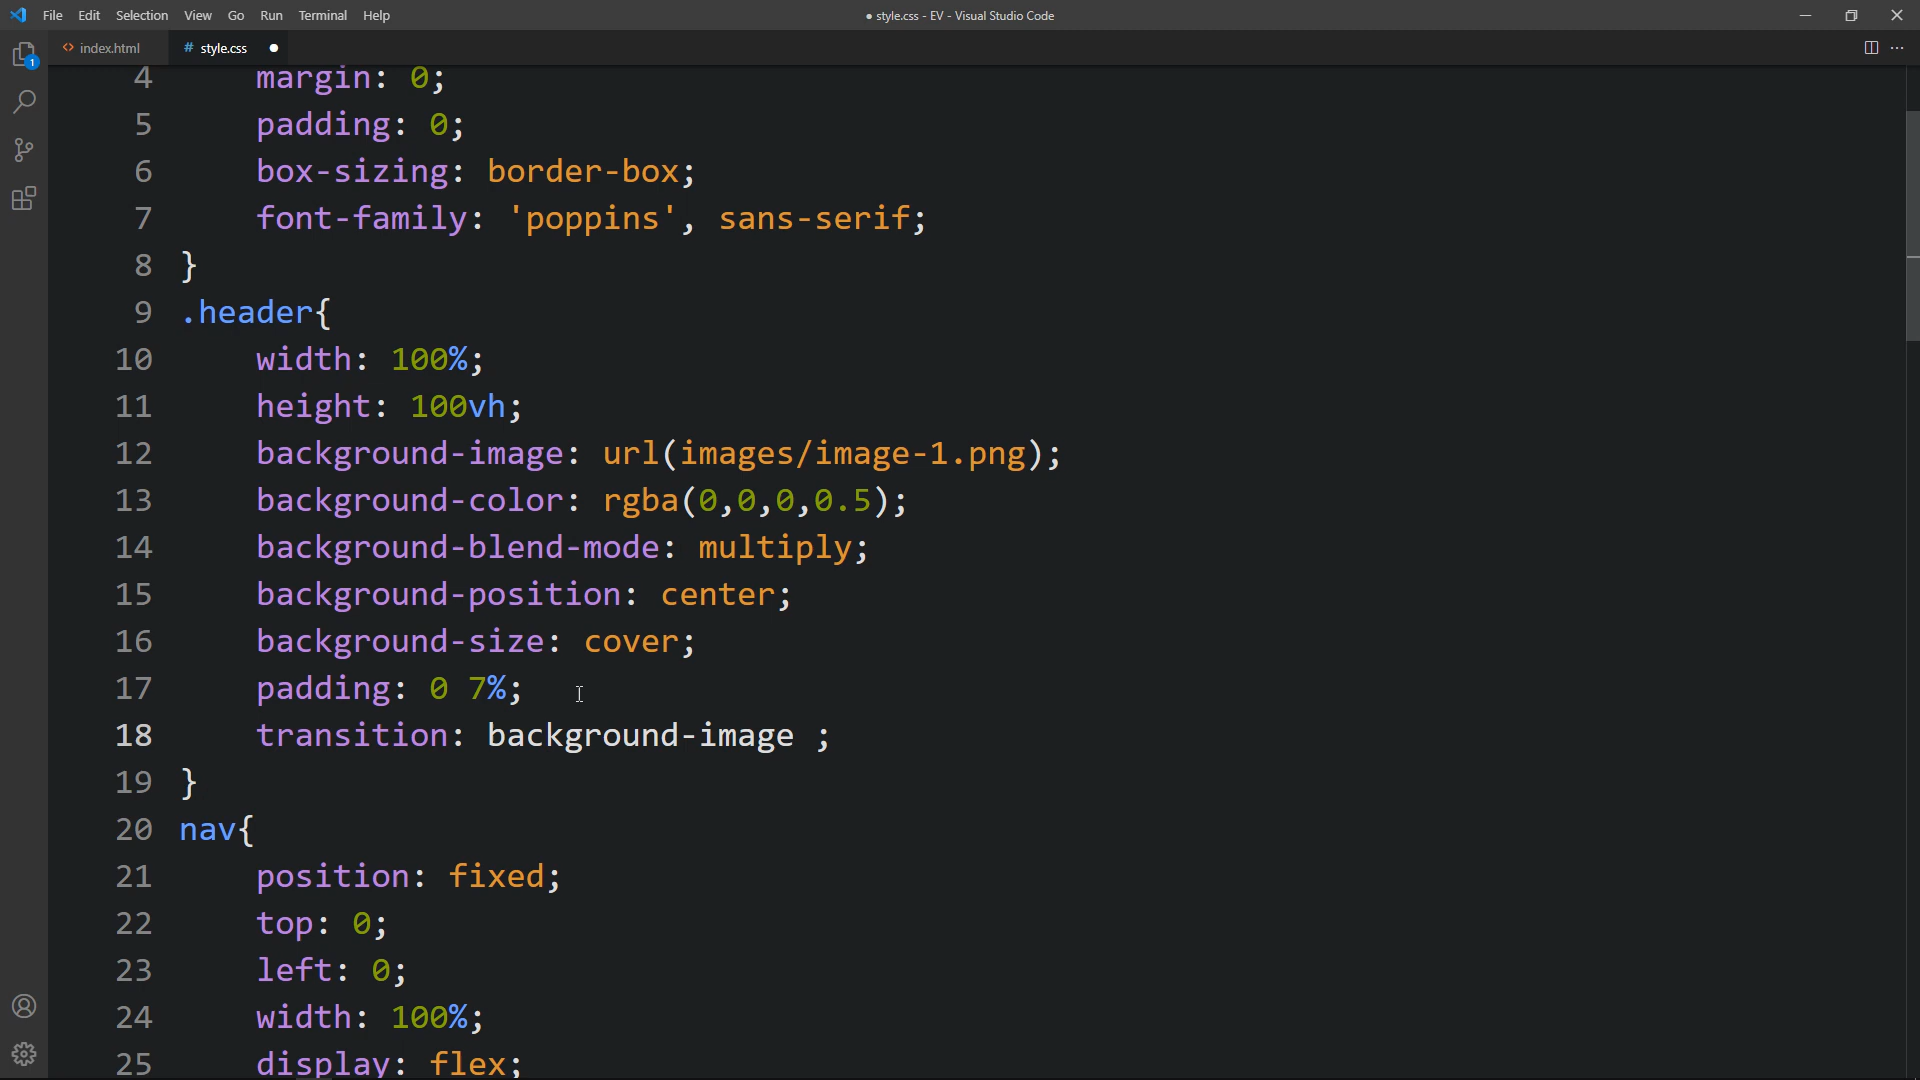 File Edit Selection View Go Run Terminal Help ● style.css - EV - Visual Studio Code
<> index.html # style.css ●
1
4 margin: 0;
5 padding: 0;
6 box-sizing: border-box;
7 font-family: 'poppins', sans-serif;
8 }
9 .header{
10 width: 100%;
11 height: 100vh;
12 background-image: url(images/image-1.png);
13 background-color: rgba(0,0,0,0.5);
14 background-blend-mode: multiply;
15 background-position: center;
16 background-size: cover;
17 padding: 0 7%;
18 transition: background-image ;
19 }
20 nav{
21 position: fixed;
22 top: 0;
23 left: 0;
24 width: 100%;
25 display: flex;